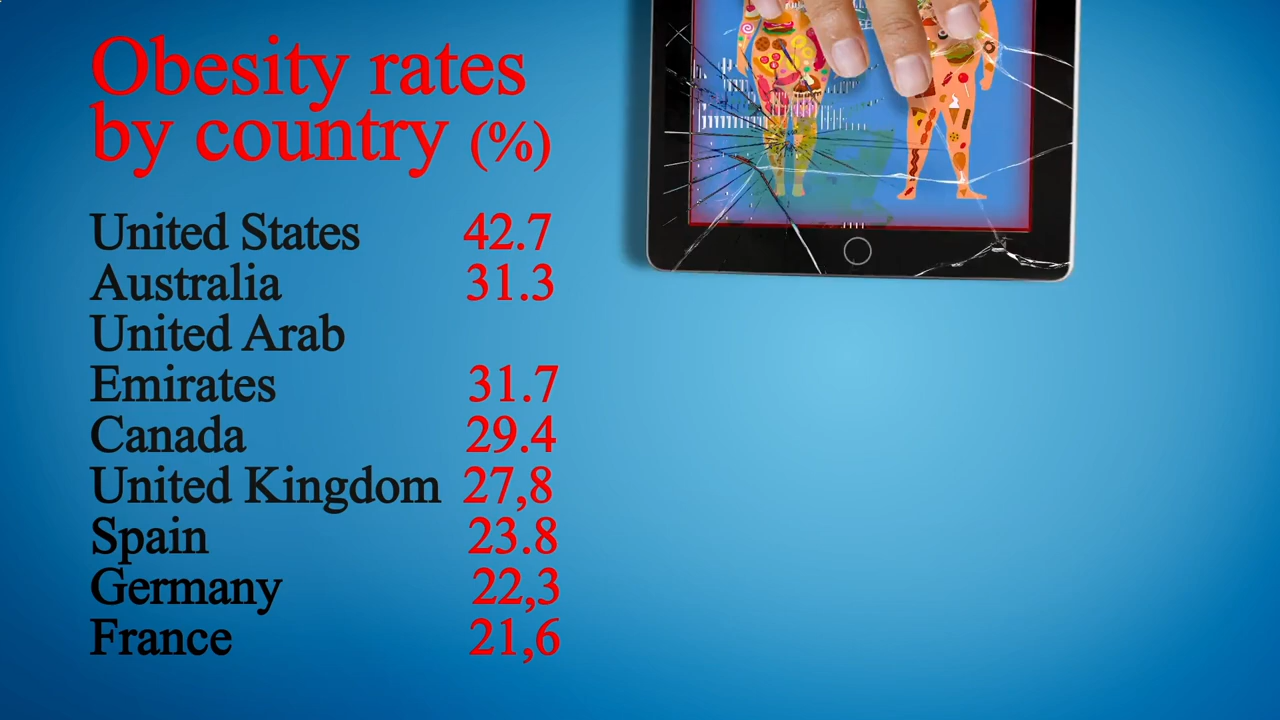 Obesity rates
by country (%)
United States 42.7
Australia 31.3
United Arab
Emirates 31.7
Canada 29.4
United Kingdom 27,8
Spain 23.8
Germany 22,3
France 21,6